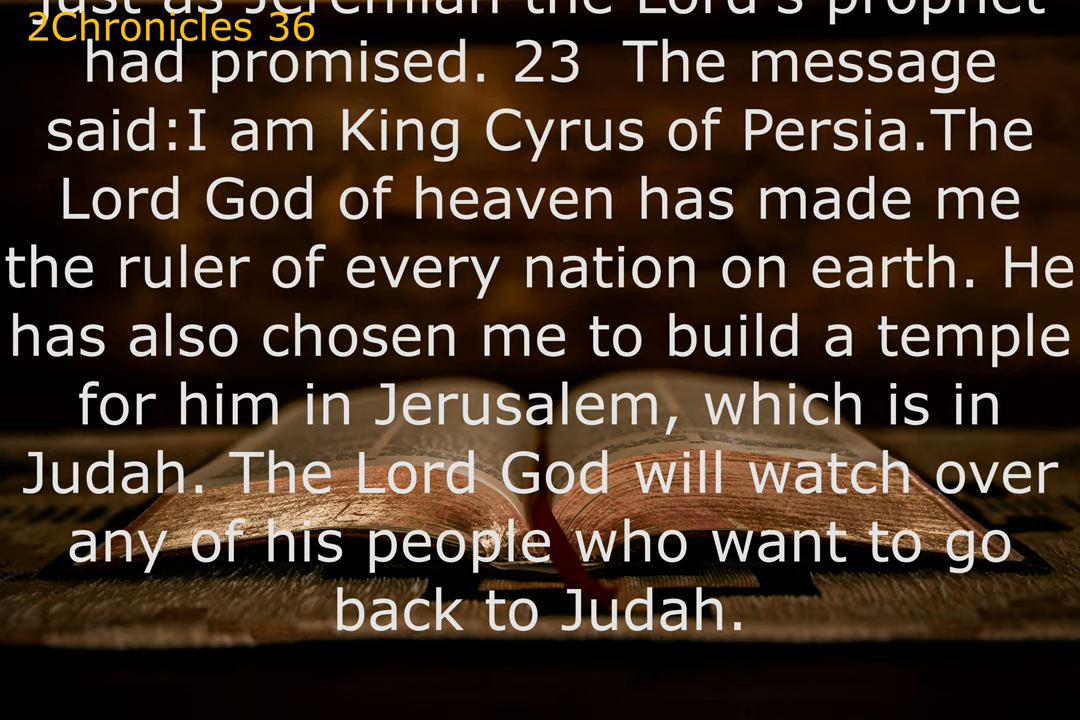 just as Jeremiah the Lord's prophet
2Chronicles 36
had promised. 23  The message
said:I am King Cyrus of Persia.The
Lord God of heaven has made me
the ruler of every nation on earth. He
has also chosen me to build a temple
for him in Jerusalem, which is in
Judah. The Lord God will watch over
any of his people who want to go
back to Judah.